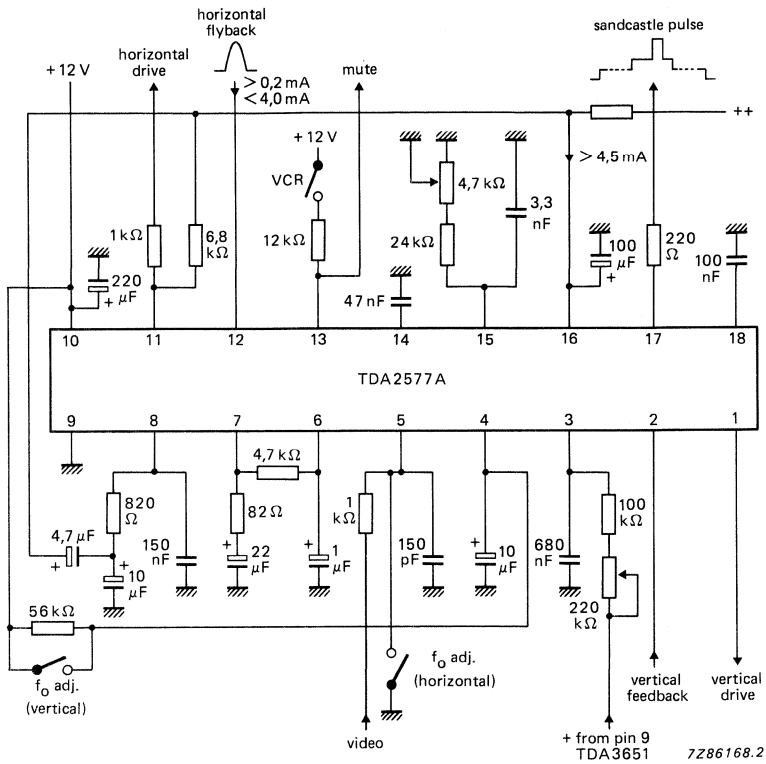 horizontal
flyback
sandcastle pulse
horizontal
drive
+12 V
> 0,2 mA
< 4,0 mA
mute
++
+12 V
> 4,5 mA
VCR
4,7 kΩ
3,3
nF
1 kΩ
6,8
kΩ
12 kΩ
24 kΩ
100
µF
+
220
Ω
100
nF
220
µF
+
47 nF
10
11
12
13
14
15
16
17
18
TDA2577A
9
8
7
6
5
4
3
2
1
4,7 kΩ
820
Ω
82 Ω
1
kΩ
100
kΩ
4,7 µF
+
+
10
µF
150
nF
+
22
µF
+
1
µF
150
pF
+
10
µF
680
nF
220
kΩ
56 kΩ
fo adj.
(vertical)
fo adj.
(horizontal)
vertical
feedback
vertical
drive
video
+ from pin 9
TDA3651
7Z86168.2